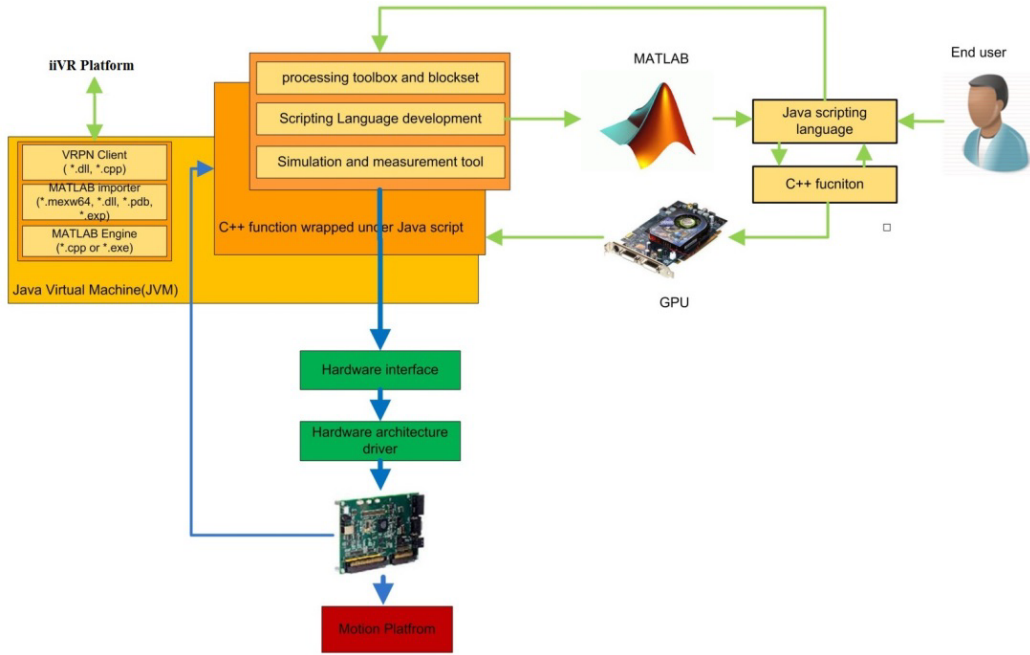 iiVR Platform
processing toolbox and blockset
Scripting Language development
Simulation and measurement tool
C++ function wrapped under Java script
VRPN Client
( *.dll, *.cpp)
MATLAB importer
(*.mexw64, *.dll, *.pdb,
*.exp)
MATLAB Engine
(*.cpp or *.exe)
Java Virtual Machine(JVM)
MATLAB
End user
Java scripting
language
C++ fucniton
GPU
Hardware interface
Hardware architecture
driver
Motion Platfrom